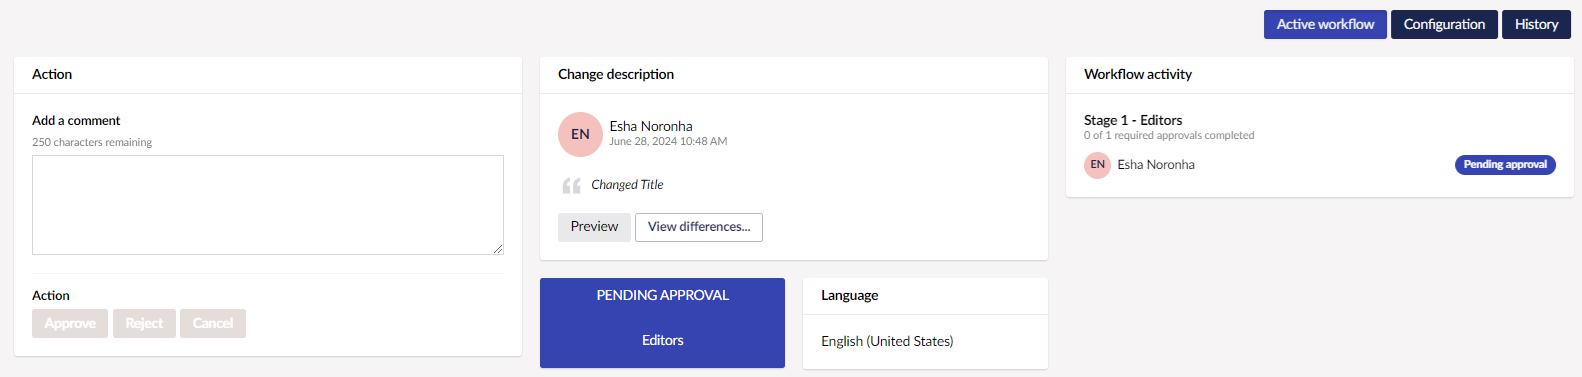 Active workflow
Configuration
History
Action
Add a comment
250 characters remaining
Action
Approve
Reject
Cancel
Change description
EN
Esha Noronha
June 28, 2024 10:48 AM
Changed Title
Preview
View differences...
PENDING APPROVAL
Editors
Language
English (United States)
Workflow activity
Stage 1 - Editors
0 of 1 required approvals completed
EN
Esha Noronha
Pending approval